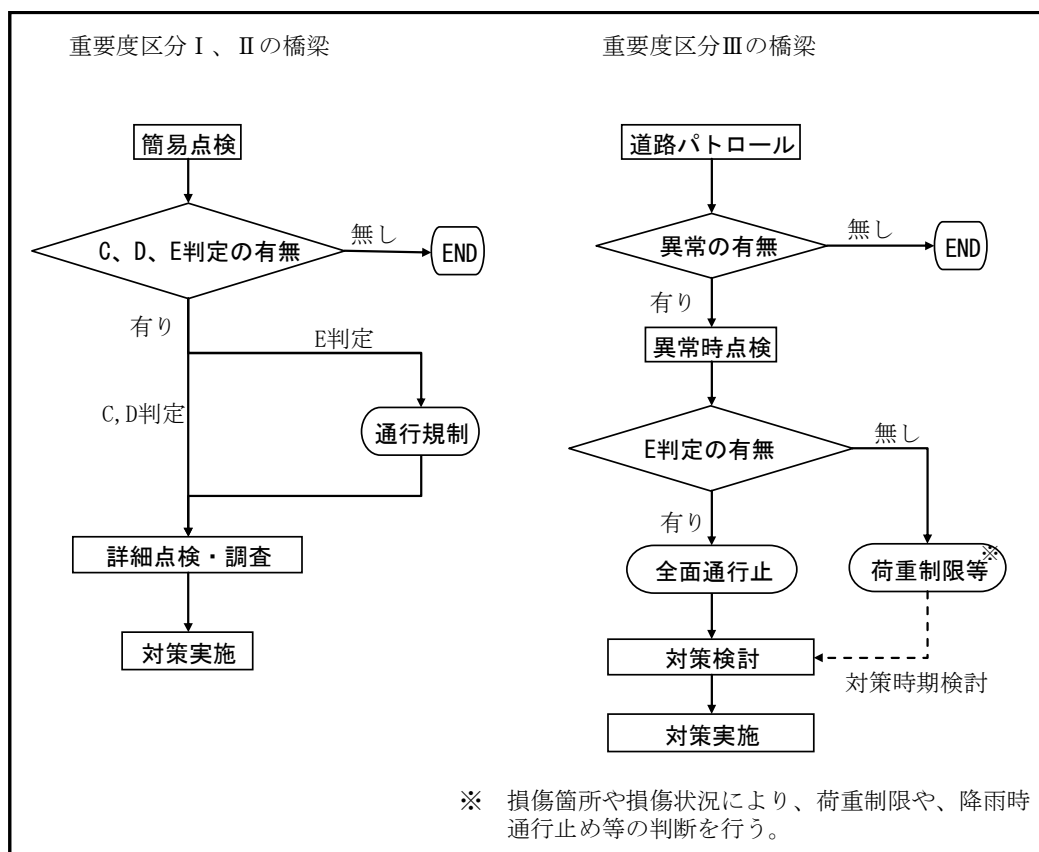 重要度区分Ⅰ、Ⅱの橋梁
簡易点検
C、D、E判定の有無
無し
END
有り
E判定
C,D判定
通行規制
詳細点検・調査
対策実施
重要度区分Ⅲの橋梁
道路パトロール
異常の有無
無し
END
有り
異常時点検
E判定の有無
無し
有り
全面通行止
荷重制限等※
対策検討
対策時期検討
対策実施
※ 損傷箇所や損傷状況により、荷重制限や、降雨時
通行止め等の判断を行う。